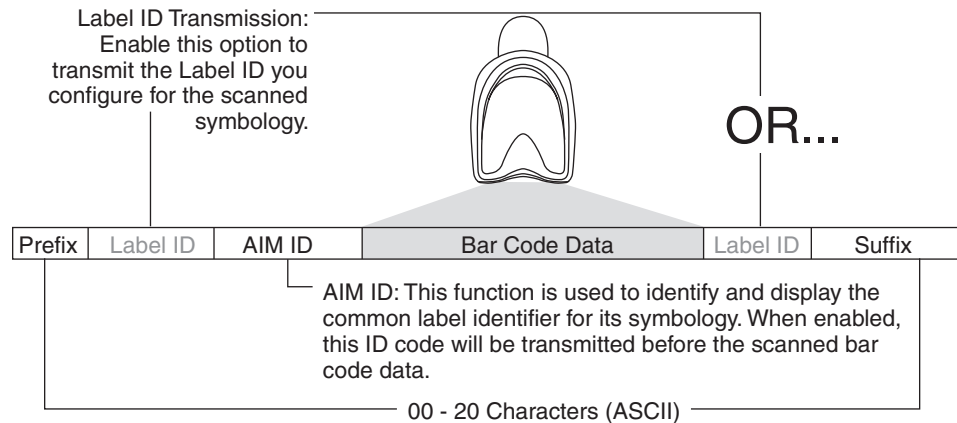 Label ID Transmission:
Enable this option to
transmit the Label ID you
configure for the scanned
symbology.
OR...
Prefix Label ID AIM ID Bar Code Data Label ID Suffix
AIM ID: This function is used to identify and display the
common label identifier for its symbology. When enabled,
this ID code will be transmitted before the scanned bar
code data.
00 - 20 Characters (ASCII)